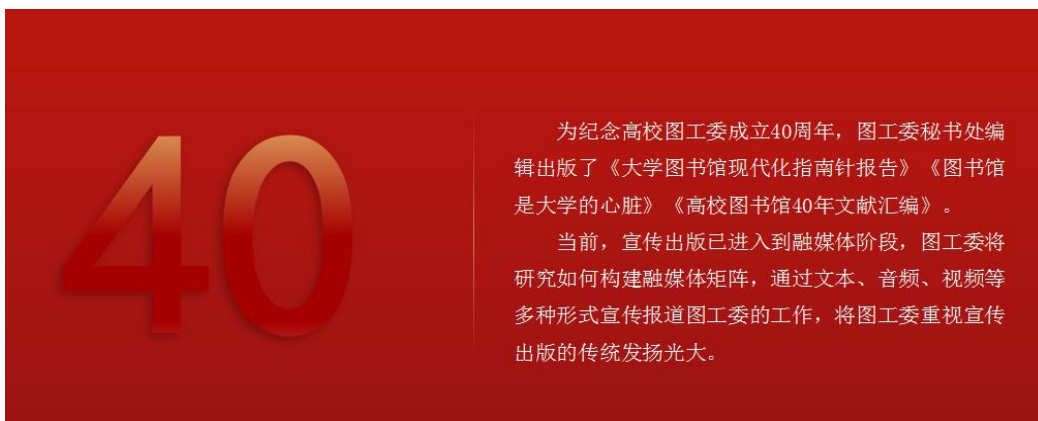 40
为纪念高校图工委成立40周年，图工委秘书处编
辑出版了《大学图书馆现代化指南针报告》《图书馆
是大学的心脏》《高校图书馆40年文献汇编》。
当前，宣传出版已进入到融媒体阶段，图工委将
研究如何构建融媒体矩阵，通过文本、音频、视频等
多种形式宣传报道图工委的工作，将图工委重视宣传
出版的传统发扬光大。